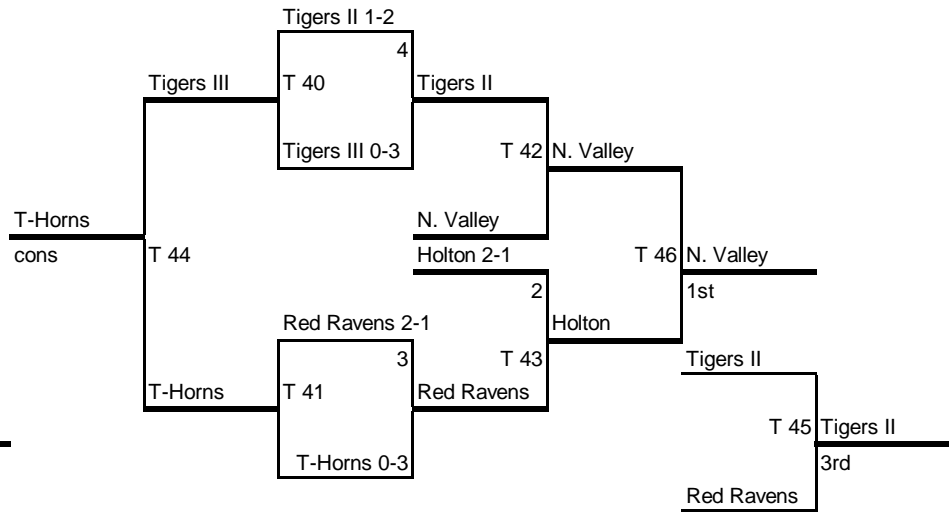 Tigers II 1-2
4
Tigers III
T 40
Tigers II
Tigers III 0-3
T 42
N. Valley
T-Horns
N. Valley
cons
T 44
Holton 2-1
T 46
N. Valley
2
1st
Red Ravens 2-1
Holton
3
T 43
Tigers II
T-Horns
T 41
Red Ravens
T 45
Tigers II
T-Horns 0-3
3rd
Red Ravens